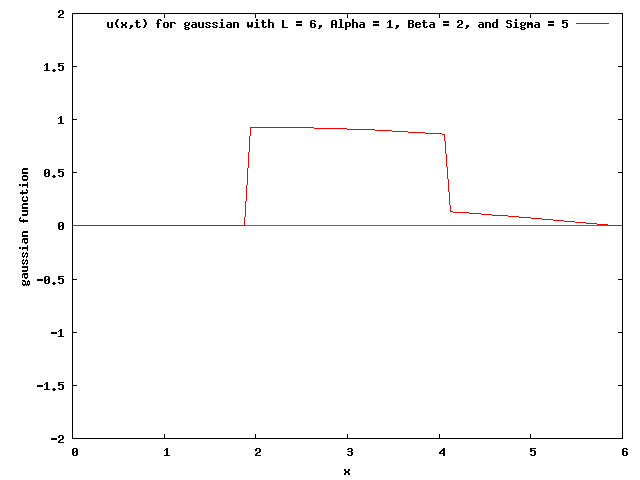 u(x,t) for gaussian with L = 6, Alpha = 1, Beta = 2, and Sigma = 5
2
1.5
1
0.5
0
-0.5
-1
-1.5
-2
gaussian function
0 1 2 3 4 5 6
x